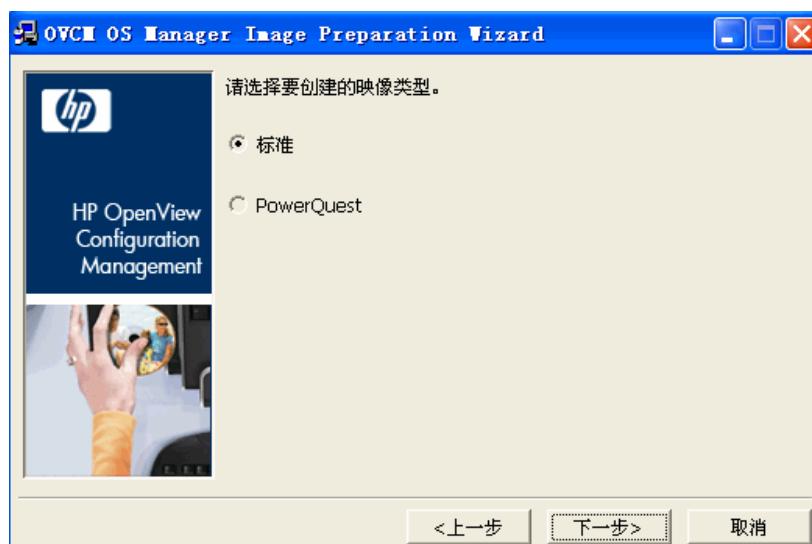 OVCM OS Manager Image Preparation Wizard
hp
HP OpenView
Configuration
Management
请选择要创建的映像类型。
标准
PowerQuest
<上一步
下一步>
取消